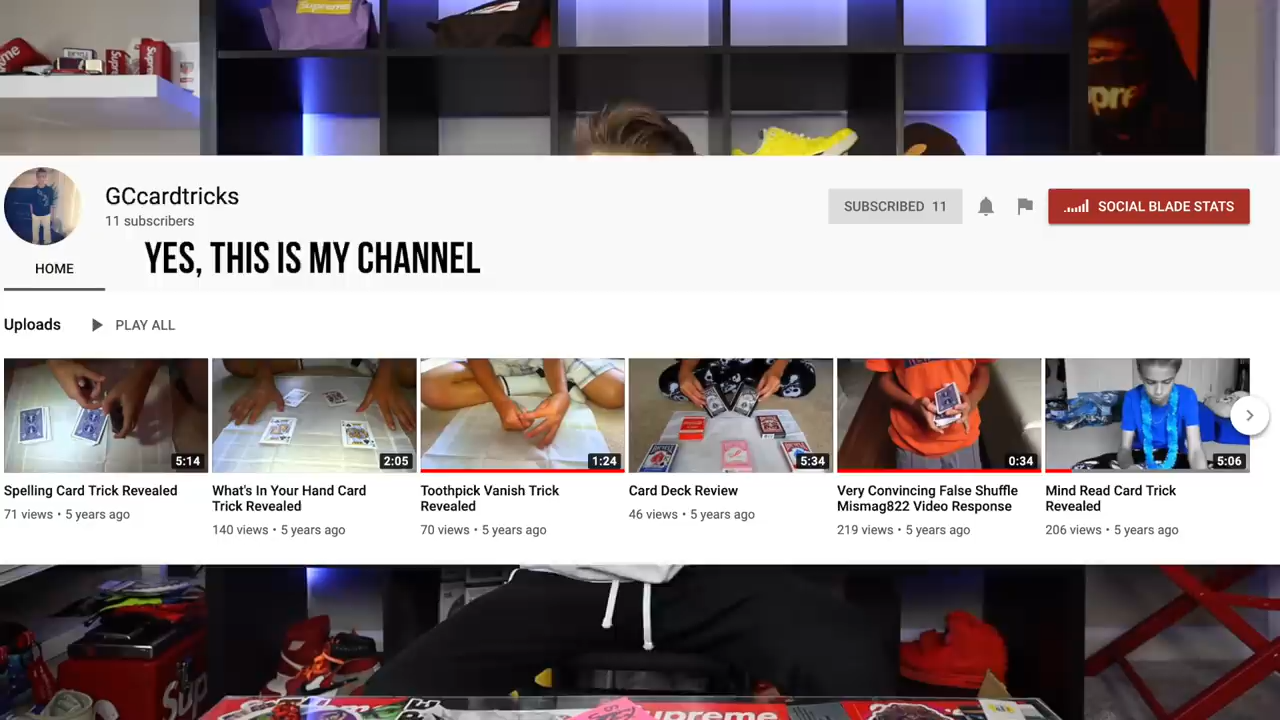 Supreme
GCcardtricks
11 subscribers
SUBSCRIBED 11
SOCIAL BLADE STATS
YES, THIS IS MY CHANNEL
HOME
Uploads
PLAY ALL
5:14
2:05
1:24
5:34
0:34
5:06
Spelling Card Trick Revealed
71 views • 5 years ago
What's In Your Hand Card
Trick Revealed
140 views • 5 years ago
Toothpick Vanish Trick
Revealed
70 views • 5 years ago
Card Deck Review
46 views • 5 years ago
Very Convincing False Shuffle
Mismag822 Video Response
219 views • 5 years ago
Mind Read Card Trick
Revealed
206 views • 5 years ago
Sup
upreme